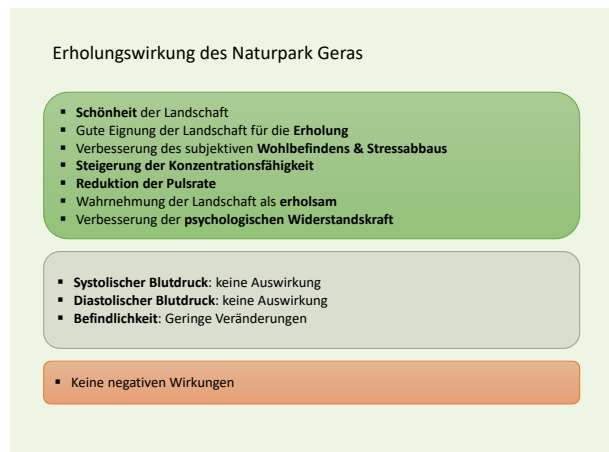 Erholungswirkung des Naturpark Geras
▪ Schönheit der Landschaft
▪ Gute Eignung der Landschaft für die Erholung
▪ Verbesserung des subjektiven Wohlbefindens & Stressabbaus
▪ Steigerung der Konzentrationsfähigkeit
▪ Reduktion der Pulsrate
▪ Wahrnehmung der Landschaft als erholsam
▪ Verbesserung der psychologischen Widerstandskraft
▪ Systolischer Blutdruck: keine Auswirkung
▪ Diastolischer Blutdruck: keine Auswirkung
▪ Befindlichkeit: Geringe Veränderungen
▪ Keine negativen Wirkungen